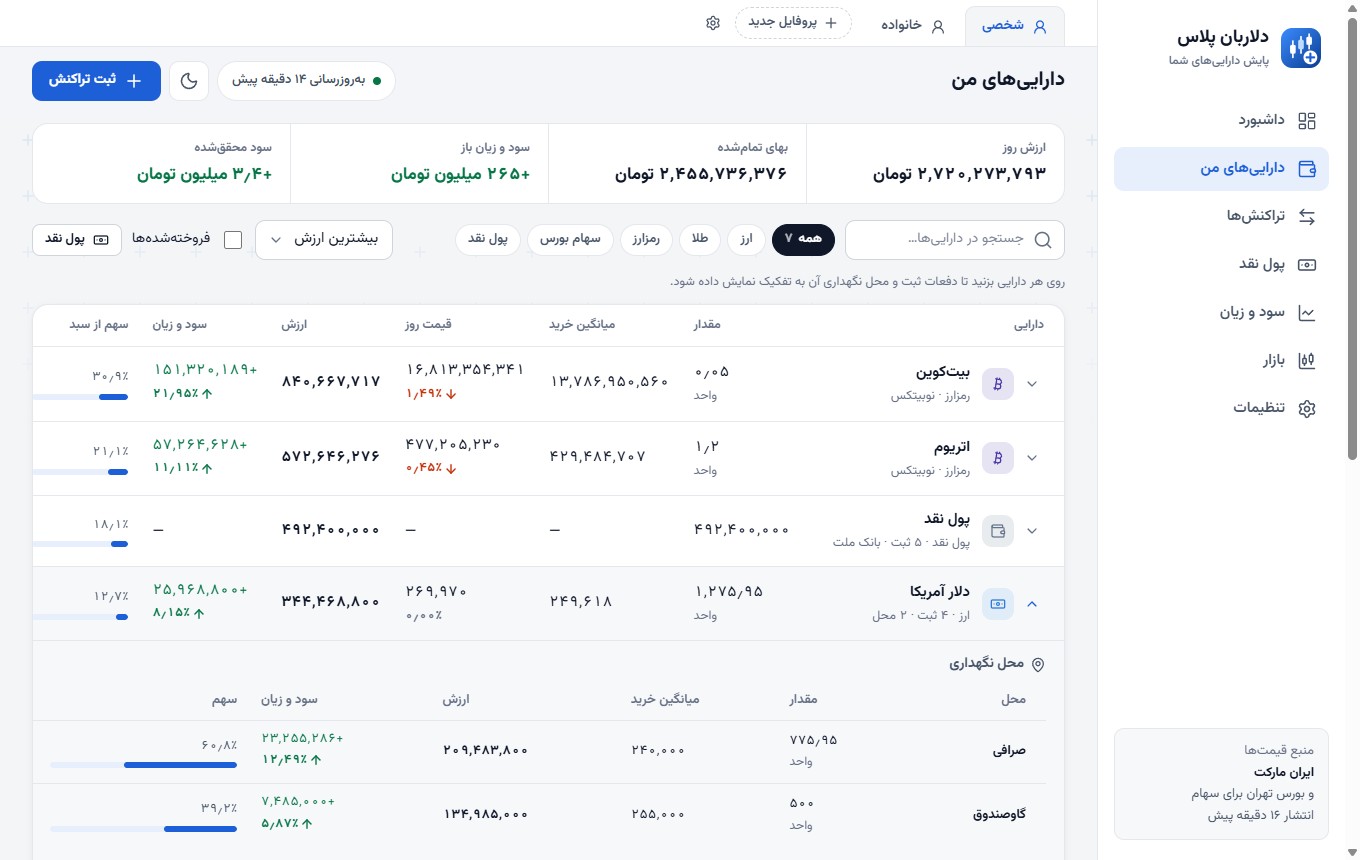 دلاربان پلاس
پایش دارایی‌های شما
داشبورد
دارایی‌های من
تراکنش‌ها
پول نقد
سود و زیان
بازار
تنظیمات
منبع قیمت‌ها
ایران مارکت
و بورس تهران برای سهام
انتشار ۱۶ دقیقه پیش
شخصی
خانواده
پروفایل جدید
دارایی‌های من
به‌روزرسانی ۱۴ دقیقه پیش
ثبت تراکنش
ارزش روز
۲,۷۲۰,۲۷۳,۷۹۳ تومان
بهای تمام‌شده
۲,۴۵۵,۷۳۶,۳۷۶ تومان
سود و زیان باز
+۲۶۵ میلیون تومان
سود محقق‌شده
+۳٫۴ میلیون تومان
جستجو در دارایی‌ها...
همه ۷
ارز
طلا
رمزارز
سهام بورس
پول نقد
بیشترین ارزش
فروخته‌شده‌ها
پول نقد
روی هر دارایی بزنید تا دفعات ثبت و محل نگهداری آن به تفکیک نمایش داده شود.
دارایی مقدار میانگین خرید قیمت روز ارزش سود و زیان سهم از سبد
بیت‌کوین ۰٫۰۵ ۱۳,۷۸۶,۹۵۰,۵۶۰ ۱۶,۸۱۳,۳۵۴,۳۴۱ ۸۴۰,۶۶۷,۷۱۷ +۱۵۱,۳۲۰,۱۸۹ ۳۰٫۹٪
رمزارز · نوبیتکس واحد ۱٫۴۹٪ ۲۱٫۹۵٪
اتریوم ۱٫۲ ۴۲۹,۴۸۴,۷۰۷ ۴۷۷,۲۰۵,۲۳۰ ۵۷۲,۶۴۶,۲۷۶ +۵۷,۲۶۴,۶۲۸ ۲۱٫۱٪
رمزارز · نوبیتکس واحد ۰٫۴۵٪ ۱۱٫۱۱٪
پول نقد ۴۹۲,۴۰۰,۰۰۰ — — ۴۹۲,۴۰۰,۰۰۰ — ۱۸٫۱٪
پول نقد · ۵ ثبت · بانک ملت
دلار آمریکا ۱,۲۷۵٫۹۵ ۲۴۹,۶۱۸ ۲۶۹,۹۷۰ ۳۴۴,۴۶۸,۸۰۰ +۲۵,۹۶۸,۸۰۰ ۱۲٫۷٪
ارز · ۴ ثبت · ۲ محل واحد ۰٫۰۰٪ ۸٫۱۵٪
محل نگهداری
محل مقدار میانگین خرید ارزش سود و زیان سهم
صرافی ۷۷۵٫۹۵ ۲۴۰,۰۰۰ ۲۰۹,۴۸۳,۸۰۰ +۲۳,۲۵۵,۲۸۶ ۶۰٫۸٪
واحد ۱۲٫۴۹٪
گاوصندوق ۵۰۰ ۲۵۵,۰۰۰ ۱۳۴,۹۸۵,۰۰۰ +۷,۴۸۵,۰۰۰ ۳۹٫۲٪
واحد ۵٫۸۷٪